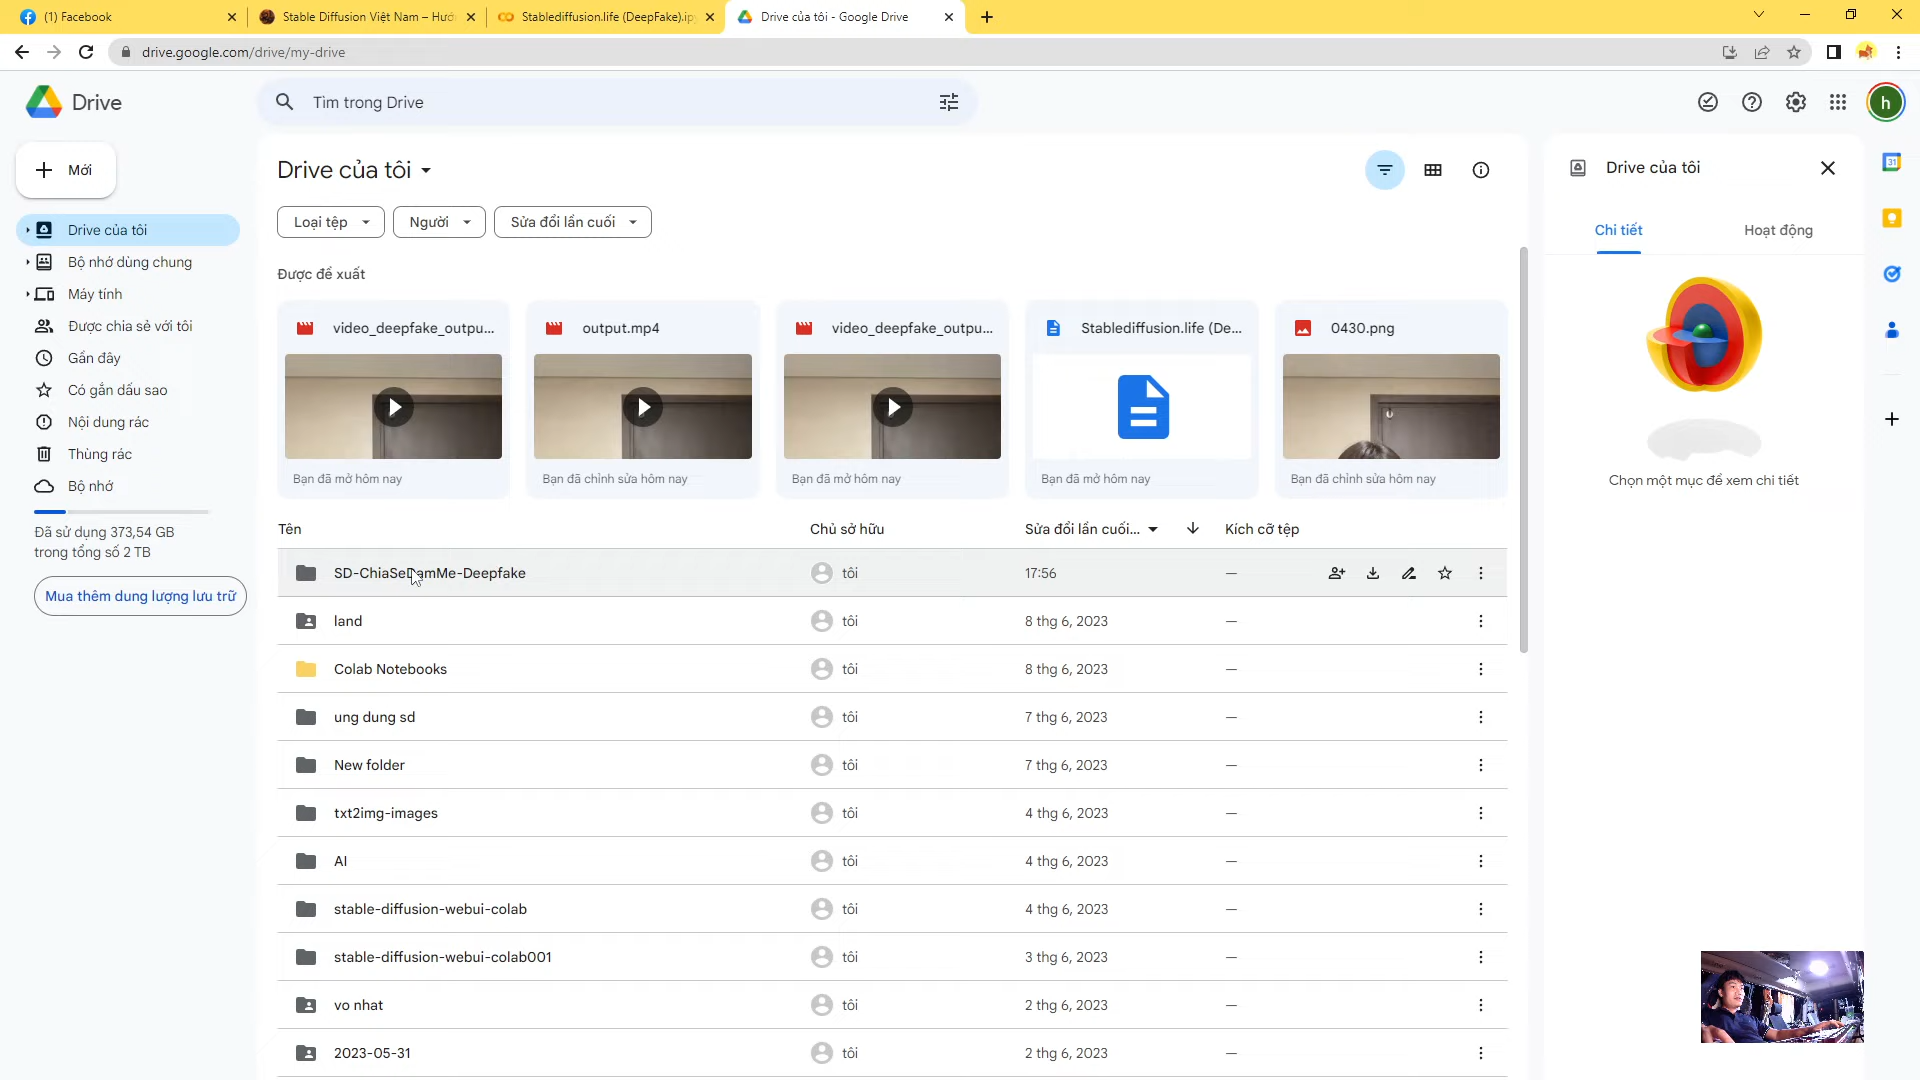 (1) Facebook
Stable Diffusion Việt Nam – Hướ
Stablediffusion.life (DeepFake).ip
Drive của tôi - Google Drive
drive.google.com/drive/my-drive
Drive
Tìm trong Drive
h
Mới
Drive của tôi
Bộ nhớ dùng chung
Máy tính
Được chia sẻ với tôi
Gần đây
Có gắn dấu sao
Nội dung rác
Thùng rác
Bộ nhớ
Đã sử dụng 373,54 GB
trong tổng số 2 TB
Mua thêm dung lượng lưu trữ
Drive của tôi
Loại tệp
Người
Sửa đổi lần cuối
Được đề xuất
video_deepfake_outpu...
Bạn đã mở hôm nay
output.mp4
Bạn đã chỉnh sửa hôm nay
video_deepfake_outpu...
Bạn đã mở hôm nay
Stablediffusion.life (De...
Bạn đã mở hôm nay
0430.png
Bạn đã chỉnh sửa hôm nay
Tên Chủ sở hữu Sửa đổi lần cuối... Kích cỡ tệp
SD-ChiaSeDamMe-Deepfake tôi 17:56 —
land tôi 8 thg 6, 2023 —
Colab Notebooks tôi 8 thg 6, 2023 —
ung dung sd tôi 7 thg 6, 2023 —
New folder tôi 7 thg 6, 2023 —
txt2img-images tôi 4 thg 6, 2023 —
AI tôi 4 thg 6, 2023 —
stable-diffusion-webui-colab tôi 4 thg 6, 2023 —
stable-diffusion-webui-colab001 tôi 3 thg 6, 2023 —
vo nhat tôi 2 thg 6, 2023 —
2023-05-31 tôi 2 thg 6, 2023 —
Drive của tôi
Chi tiết
Hoạt động
Chọn một mục để xem chi tiết
31